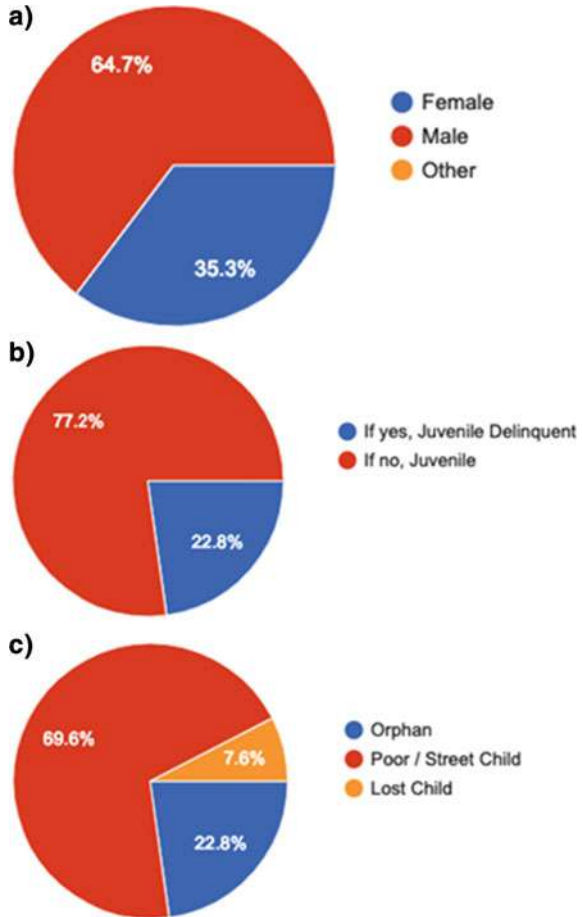 a)
64.7%
35.3%
Female
Male
Other
b)
77.2%
22.8%
If yes, Juvenile Delinquent
If no, Juvenile
c)
69.6%
7.6%
22.8%
Orphan
Poor / Street Child
Lost Child